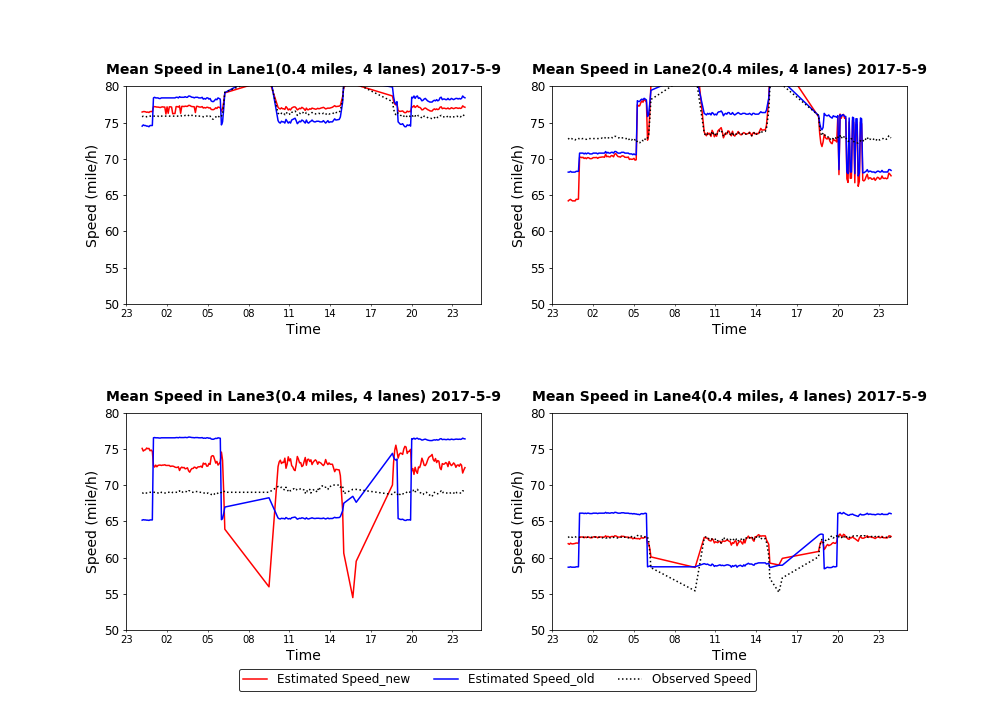 Mean Speed in Lane1(0.4 miles, 4 lanes) 2017-5-9
80
75
70
65
60
55
50
Speed (mile/h)
23 02 05 08 11 14 17 20 23
Time
Mean Speed in Lane2(0.4 miles, 4 lanes) 2017-5-9
80
75
70
65
60
55
50
Speed (mile/h)
23 02 05 08 11 14 17 20 23
Time
Mean Speed in Lane3(0.4 miles, 4 lanes) 2017-5-9
80
75
70
65
60
55
50
Speed (mile/h)
23 02 05 08 11 14 17 20 23
Time
Mean Speed in Lane4(0.4 miles, 4 lanes) 2017-5-9
80
75
70
65
60
55
50
Speed (mile/h)
23 02 05 08 11 14 17 20 23
Time
Estimated Speed_new Estimated Speed_old Observed Speed